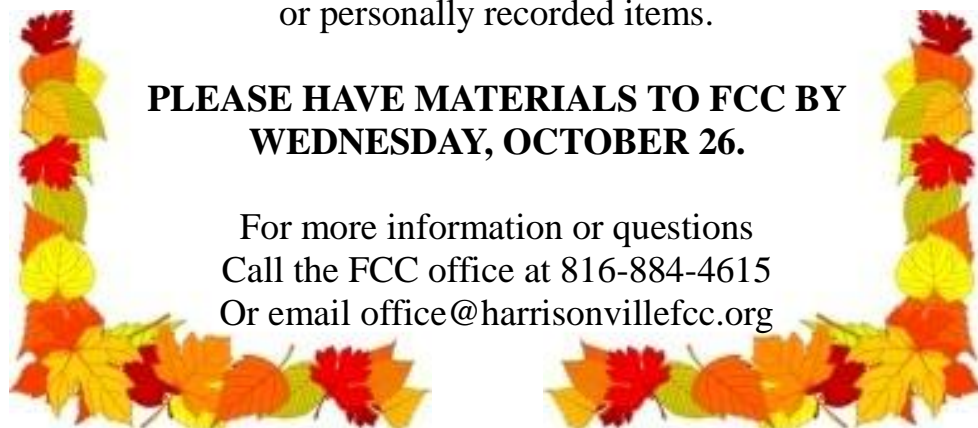 or personally recorded items.
PLEASE HAVE MATERIALS TO FCC BY
WEDNESDAY, OCTOBER 26.
For more information or questions
Call the FCC office at 816-884-4615
Or email office@harrisonvillefcc.org